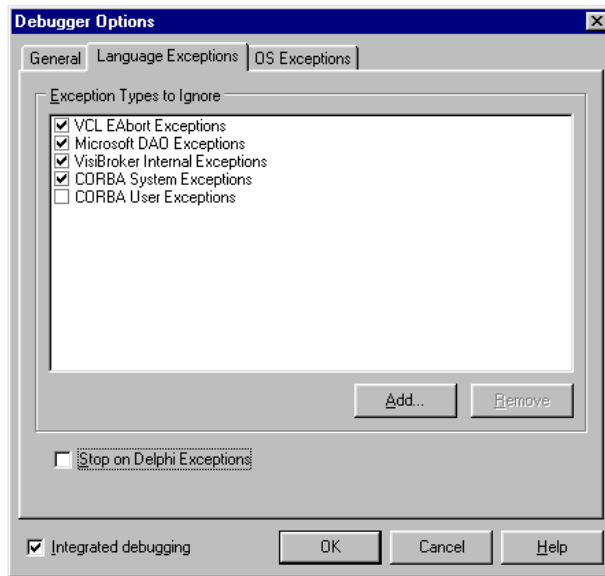 Debugger Options
General Language Exceptions OS Exceptions
Exception Types to Ignore
VCL EAbort Exceptions
Microsoft DAO Exceptions
VisiBroker Internal Exceptions
CORBA System Exceptions
CORBA User Exceptions
Add... Remove
Stop on Delphi Exceptions
Integrated debugging OK Cancel Help